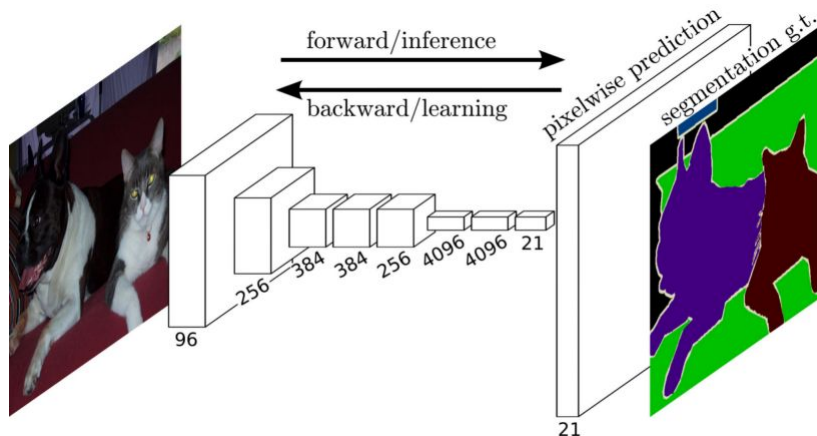 forward/inference
backward/learning
pixelwise prediction
segmentation g.t.
96
256
384
384
256
4096
4096
21
21